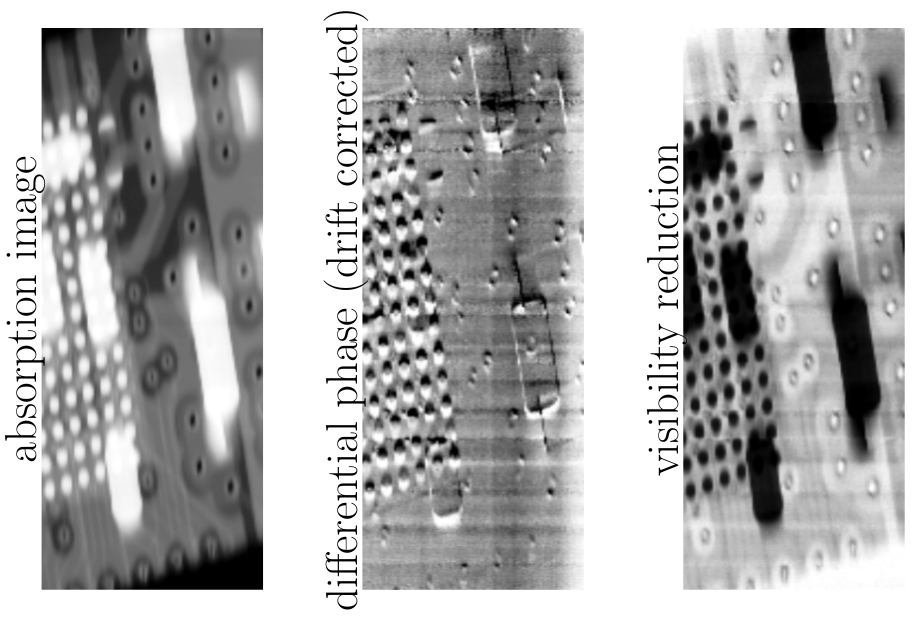 absorption image
differential phase (drift corrected)
visibility reduction